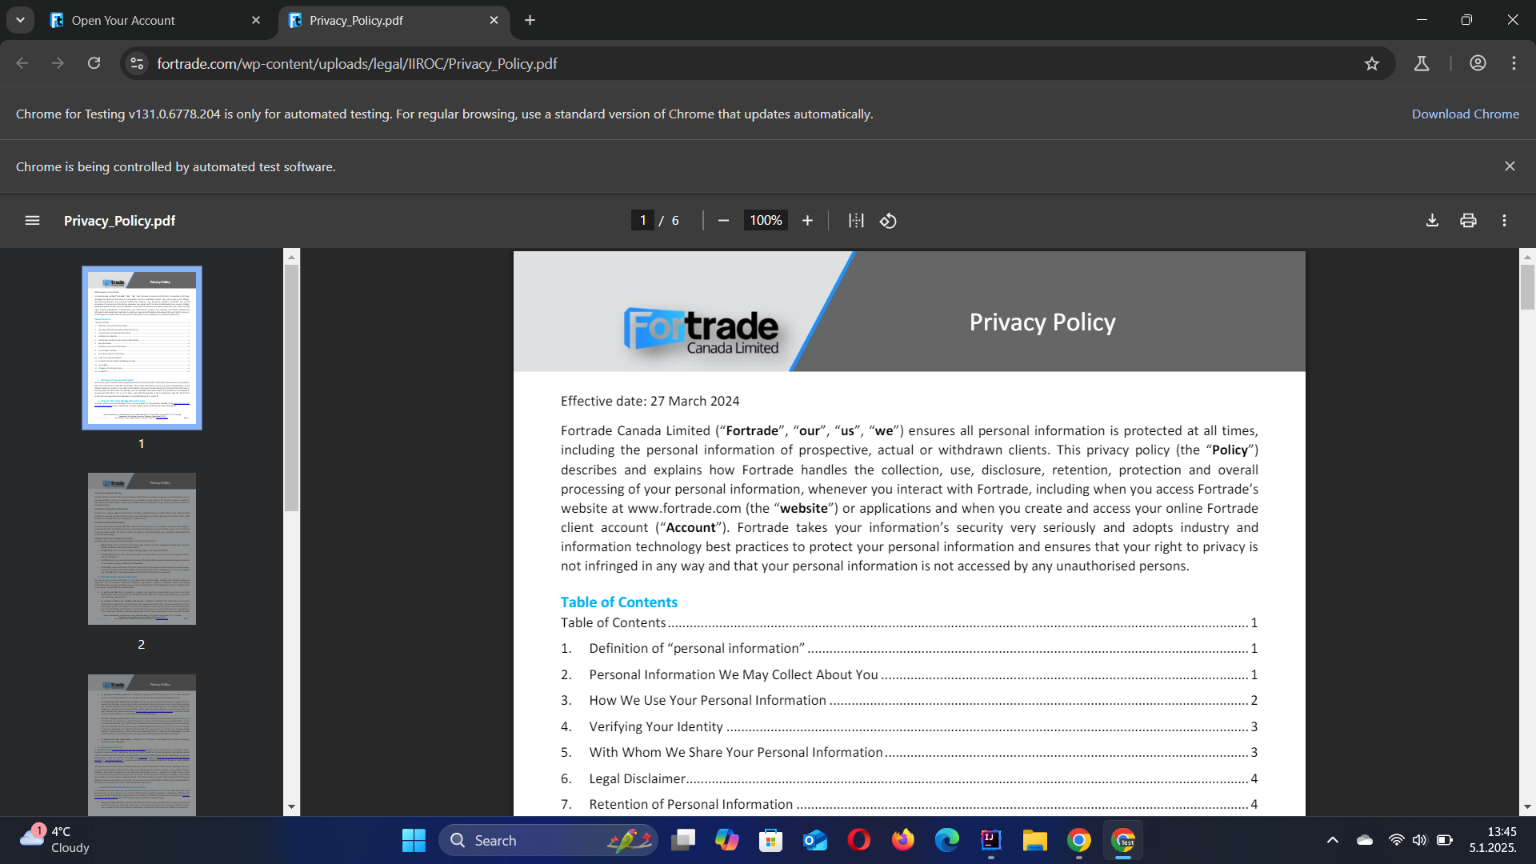 Open Your Account
Privacy_Policy.pdf
fortrade.com/wp-content/uploads/legal/IIROC/Privacy_Policy.pdf
Chrome for Testing v131.0.6778.204 is only for automated testing. For regular browsing, use a standard version of Chrome that updates automatically.
Download Chrome
Chrome is being controlled by automated test software.
Privacy_Policy.pdf
1 / 6
100%
1
2
Fortrade
Canada Limited
Privacy Policy
Effective date: 27 March 2024
Fortrade Canada Limited (“Fortrade”, “our”, “us”, “we”) ensures all personal information is protected at all times,
including the personal information of prospective, actual or withdrawn clients. This privacy policy (the “Policy”)
describes and explains how Fortrade handles the collection, use, disclosure, retention, protection and overall
processing of your personal information, whenever you interact with Fortrade, including when you access Fortrade’s
website at www.fortrade.com (the “website”) or applications and when you create and access your online Fortrade
client account (“Account”). Fortrade takes your information’s security very seriously and adopts industry and
information technology best practices to protect your personal information and ensures that your right to privacy is
not infringed in any way and that your personal information is not accessed by any unauthorised persons.
Table of Contents
Table of Contents 1
1. Definition of “personal information” 1
2. Personal Information We May Collect About You 1
3. How We Use Your Personal Information 2
4. Verifying Your Identity 3
5. With Whom We Share Your Personal Information 3
6. Legal Disclaimer 4
7. Retention of Personal Information 4
1
4°C
Cloudy
Search
13:45
5.1.2025.